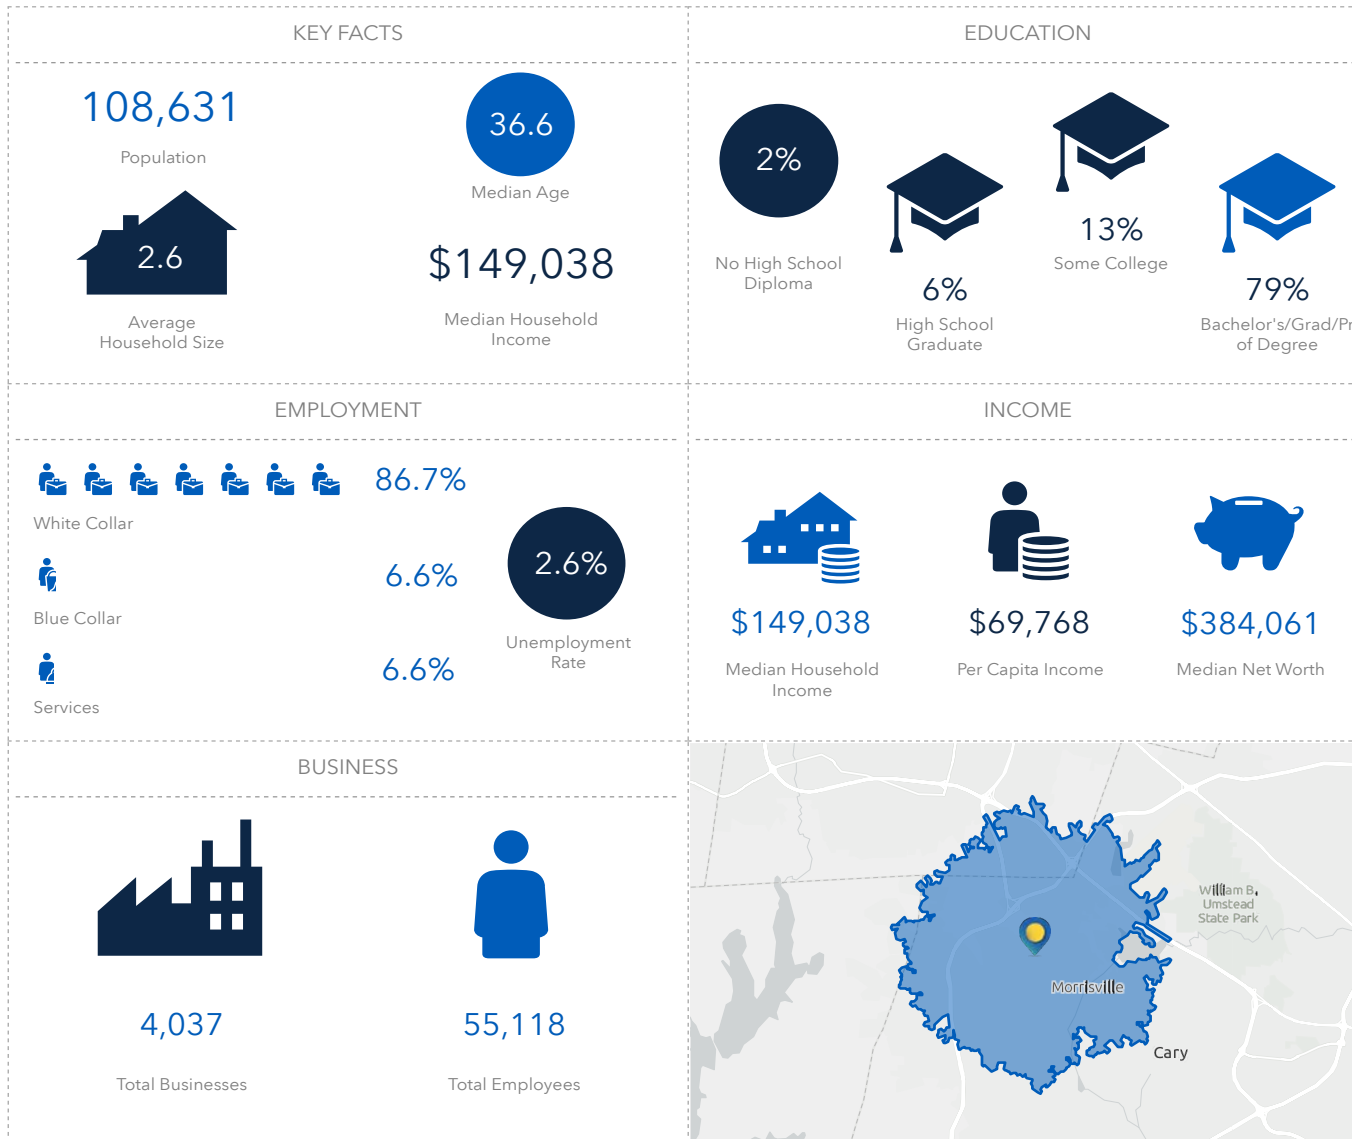 KEY FACTS
108,631
Population
36.6
Median Age
2.6
Average
Household Size
$149,038
Median Household
Income
EDUCATION
2%
No High School
Diploma
6%
High School
Graduate
13%
Some College
79%
Bachelor's/Grad/Pr
of Degree
EMPLOYMENT
86.7%
White Collar
6.6%
Blue Collar
6.6%
Services
2.6%
Unemployment
Rate
INCOME
$149,038
Median Household
Income
$69,768
Per Capita Income
$384,061
Median Net Worth
BUSINESS
4,037
Total Businesses
55,118
Total Employees
William B.
Umstead
State Park
Morrisville
Cary